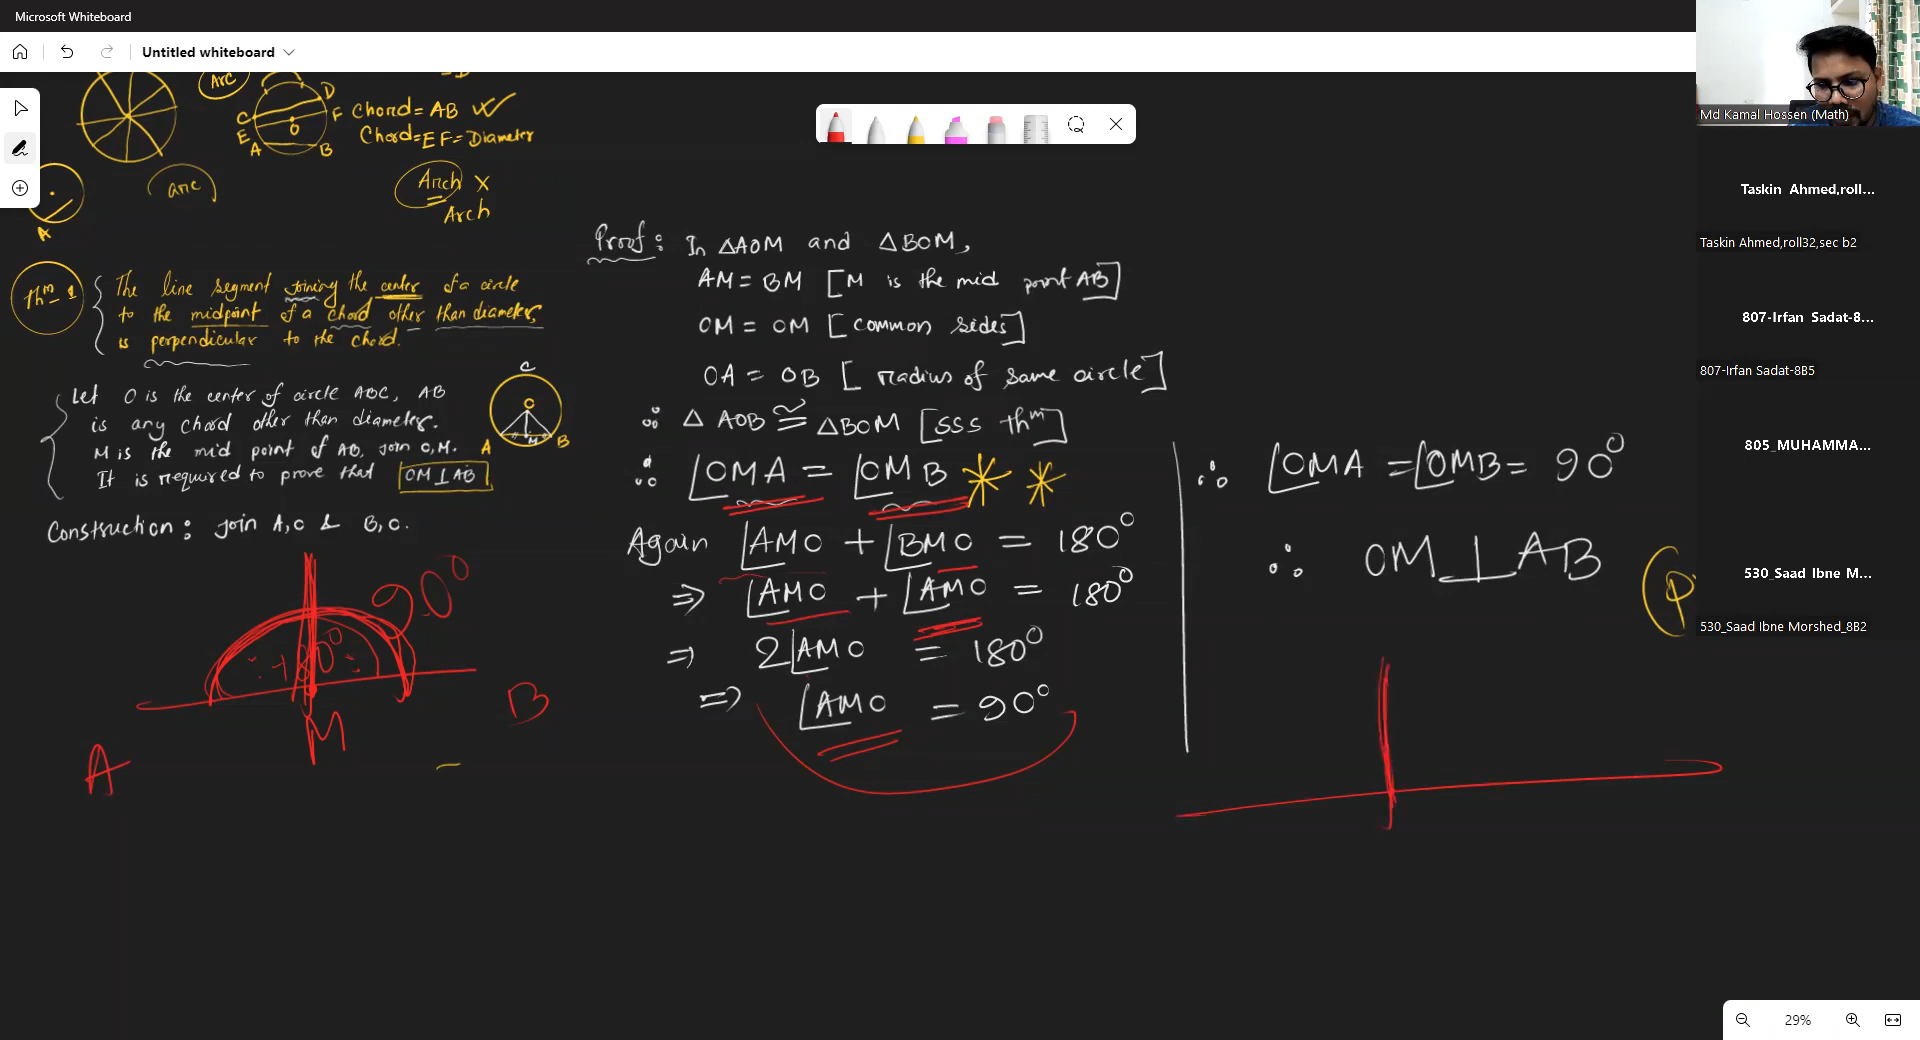 Microsoft Whiteboard
Untitled whiteboard
Arc
C D
E F
O
A B
Chord = AB
Chord = EF = Diameter
arc
Arch X
Arch
A
Thm-1
The line segment joining the center of a circle
to the midpoint of a chord other than diameter,
is perpendicular to the chord.
Let O is the center of circle ABC, AB
is any chord other than diameter.
M is the mid point of AB, join O,M.
It is required to prove that OM⊥AB
C
O
A M B
Construction: join A,O & B,O.
90°
180°
A M B
Proof: In △AOM and △BOM,
AM = BM [M is the mid point AB]
OM = OM [common sides]
OA = OB [radius of same circle]
∴ △AOB ≅ △BOM [SSS thm]
∴ ∠OMA = ∠OMB **
Again ∠AMO + ∠BMO = 180°
⇒ ∠AMO + ∠AMO = 180°
⇒ 2∠AMO = 180°
⇒ ∠AMO = 90°
∴ ∠OMA = ∠OMB = 90°
∴ OM⊥AB
P
Md Kamal Hossen (Math)
Taskin Ahmed,roll...
Taskin Ahmed,roll32,sec b2
807-Irfan Sadat-8...
807-Irfan Sadat-8B5
805_MUHAMMA...
530_Saad Ibne M...
530_Saad Ibne Morshed_8B2
29%